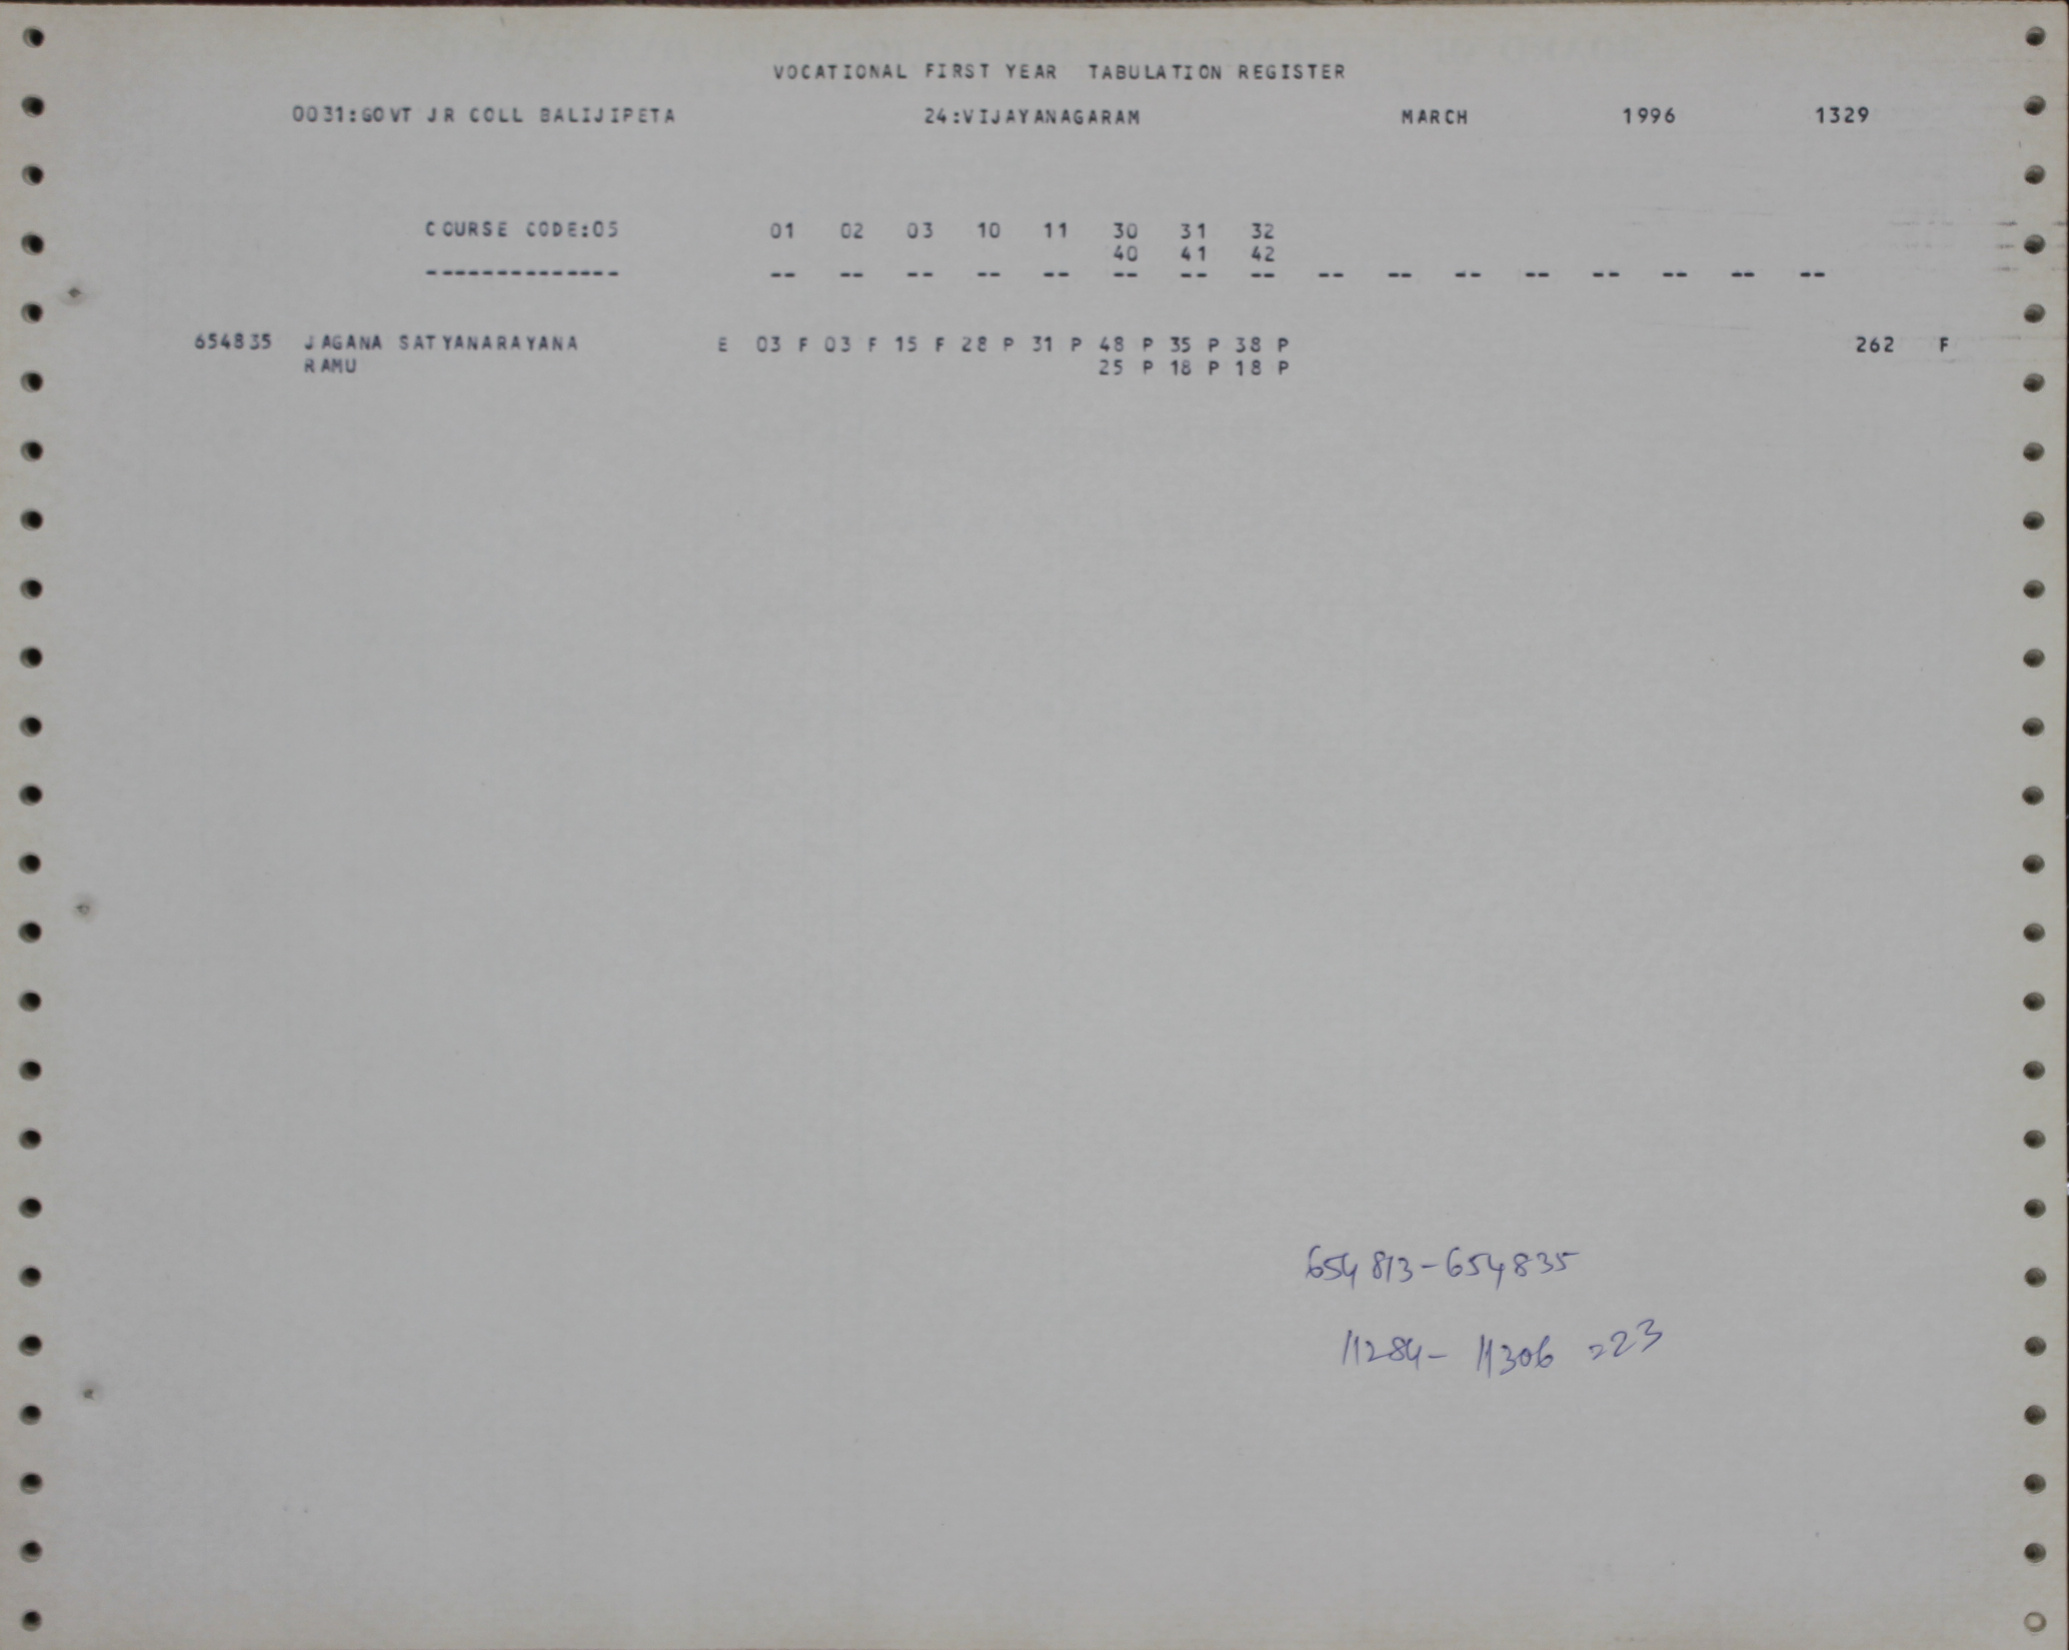 VOCATIONAL FIRST YEAR TABULATION REGISTER
0031:GOVT JR COLL BALIJIPETA 24:VIJAYANAGARAM MARCH 1996 1329
COURSE CODE:05 01 02 03 10 11 30 31 32
40 41 42
-------------- -- -- -- -- -- -- -- -- -- -- -- -- -- -- -- --
654835 JAGANA SATYANARAYANA E 03 F 03 F 15 F 28 P 31 P 48 P 35 P 38 P 262 F
RAMU 25 P 18 P 18 P
654813-654835
11284- 11306 =23